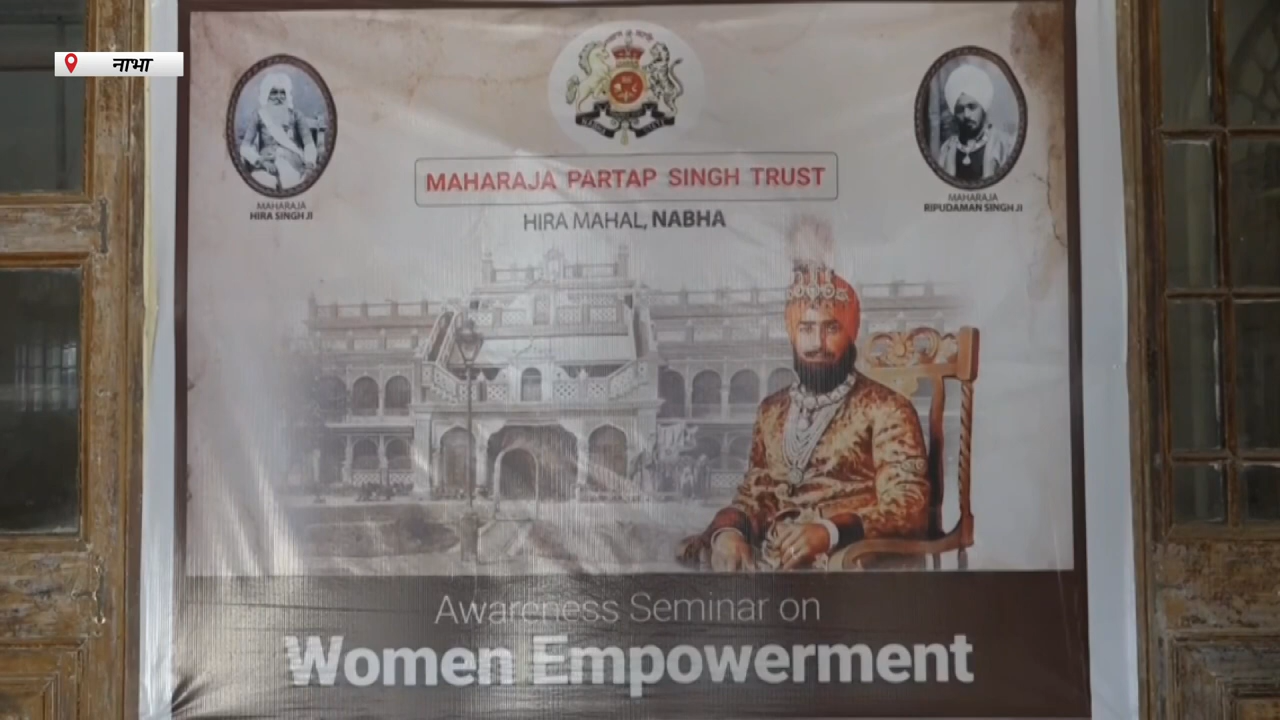 नाभा
MAHARAJA
HIRA SINGH JI
MAHARAJA PARTAP SINGH TRUST
HIRA MAHAL, NABHA
MAHARAJA
RIPUDAMAN SINGH JI
Awareness Seminar on
Women Empowerment